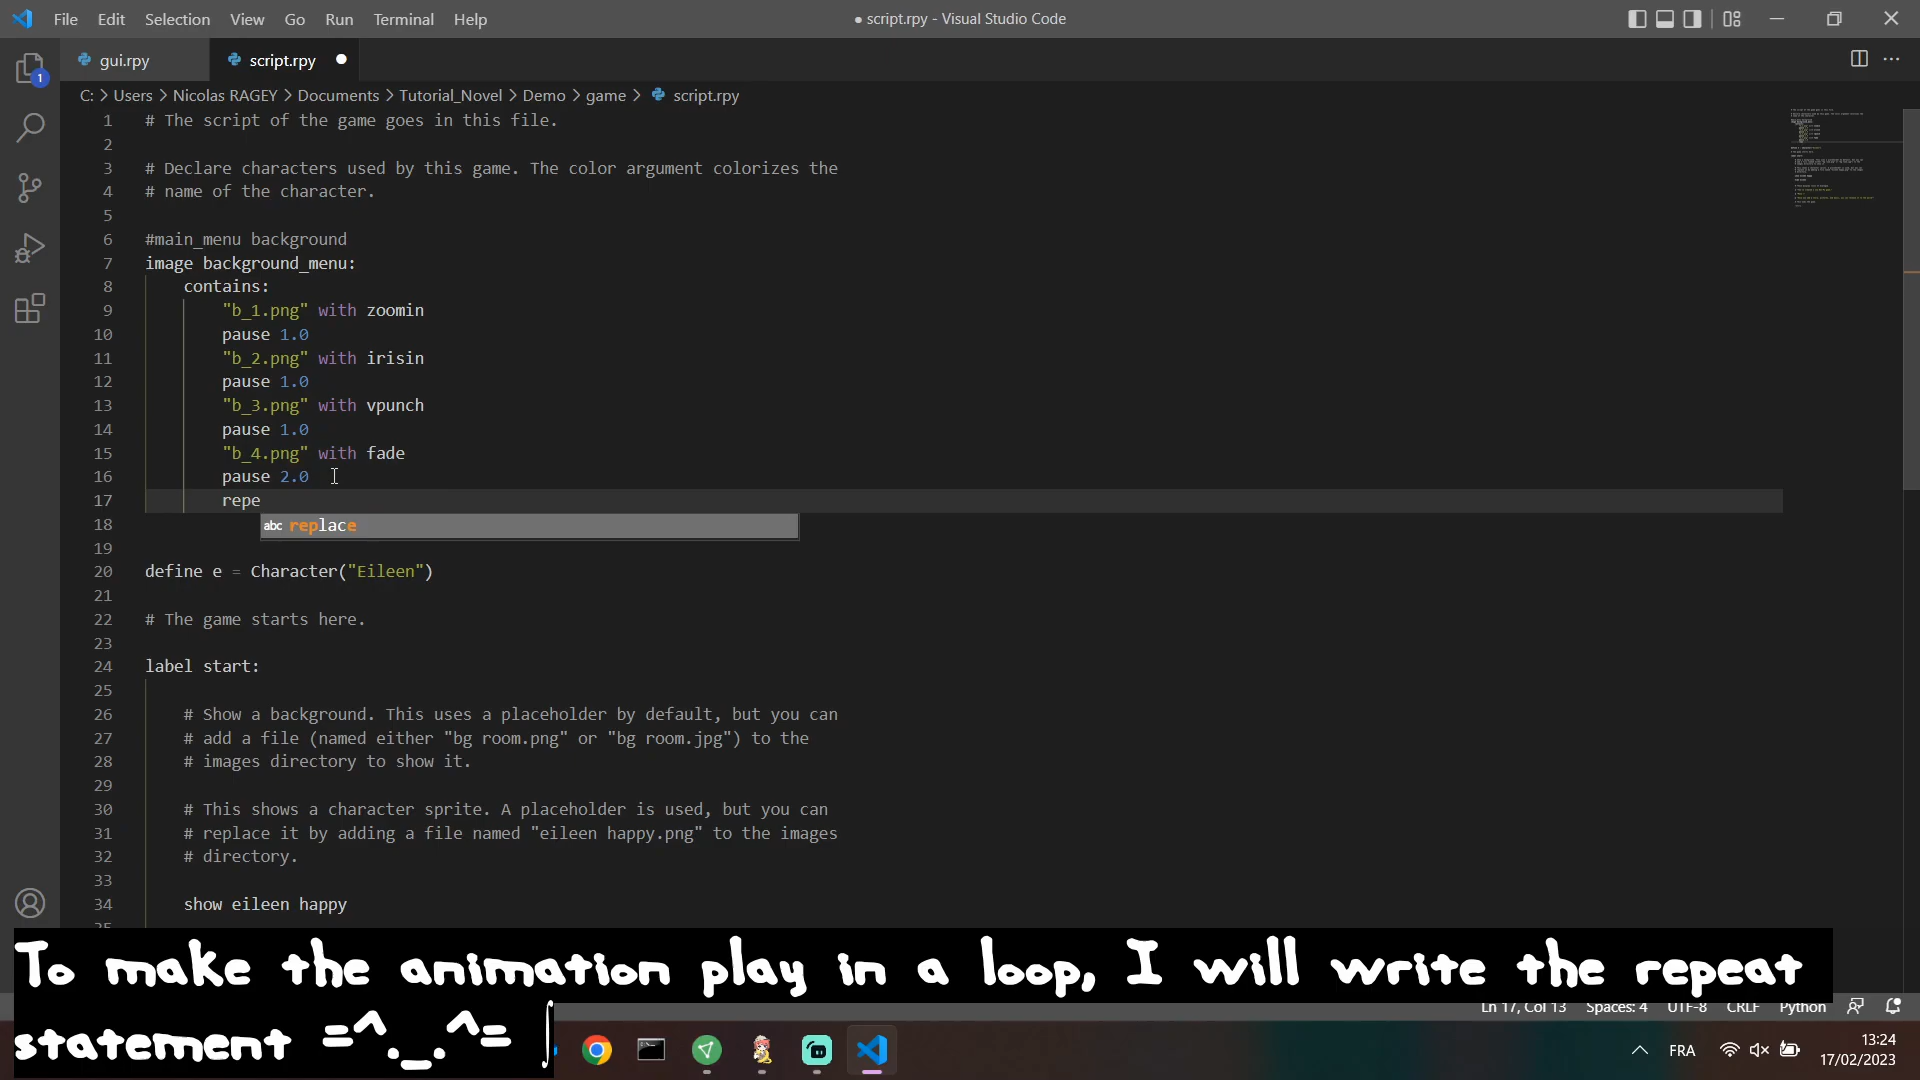 File Edit Selection View Go Run Terminal Help
● script.rpy - Visual Studio Code
1
gui.rpy
script.rpy
C: > Users > Nicolas RAGEY > Documents > Tutorial_Novel > Demo > game > script.rpy
1 # The script of the game goes in this file.
2
3 # Declare characters used by this game. The color argument colorizes the
4 # name of the character.
5
6 #main_menu background
7 image background_menu:
8 contains:
9 "b_1.png" with zoomin
10 pause 1.0
11 "b_2.png" with irisin
12 pause 1.0
13 "b_3.png" with vpunch
14 pause 1.0
15 "b_4.png" with fade
16 pause 2.0
17 repe
18 abc replace
19
20 define e = Character("Eileen")
21
22 # The game starts here.
23
24 label start:
25
26 # Show a background. This uses a placeholder by default, but you can
27 # add a file (named either "bg room.png" or "bg room.jpg") to the
28 # images directory to show it.
29
30 # This shows a character sprite. A placeholder is used, but you can
31 # replace it by adding a file named "eileen happy.png" to the images
32 # directory.
33
34 show eileen happy
To make the animation play in a loop, I will write the repeat
statement =^._.^= ∫
Ln 17, Col 13 Spaces: 4 UTF-8 CRLF Python
FRA
13:24
17/02/2023